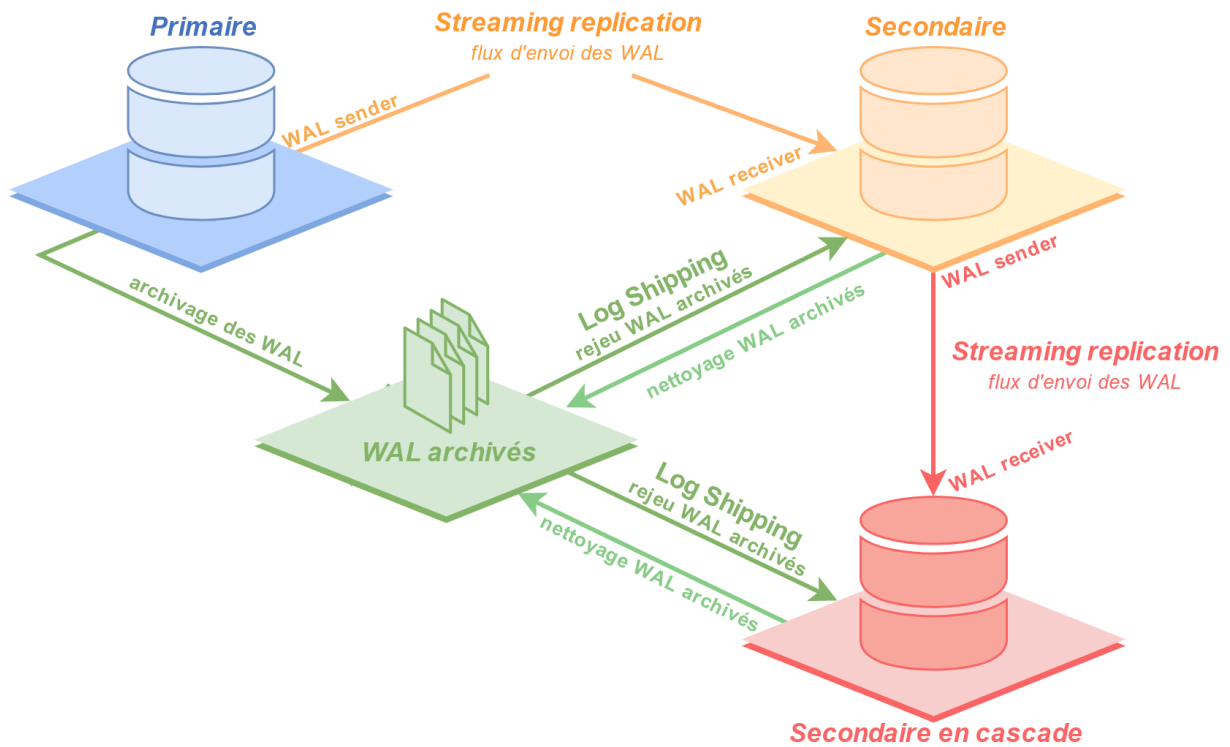 Primaire
Streaming replication
flux d'envoi des WAL
Secondaire
WAL sender
WAL receiver
archivage des WAL
Log Shipping
rejeu WAL archivés
nettoyage WAL archivés
WAL sender
Streaming replication
flux d'envoi des WAL
WAL archivés
WAL receiver
Log Shipping
rejeu WAL archivés
nettoyage WAL archivés
Secondaire en cascade